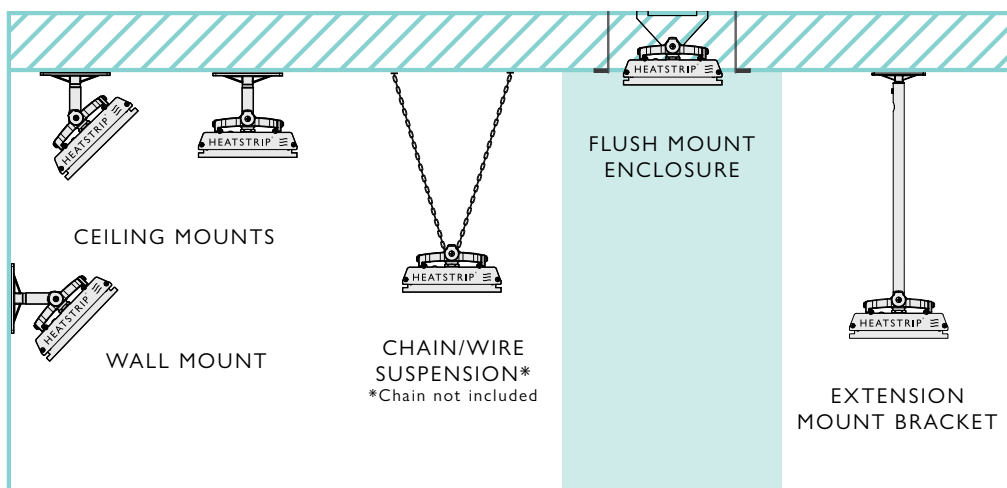 HEATSTRIP
HEATSTRIP
CEILING MOUNTS
HEATSTRIP
WALL MOUNT
HEATSTRIP
CHAIN/WIRE
SUSPENSION*
*Chain not included
HEATSTRIP
FLUSH MOUNT
ENCLOSURE
HEATSTRIP
EXTENSION
MOUNT BRACKET